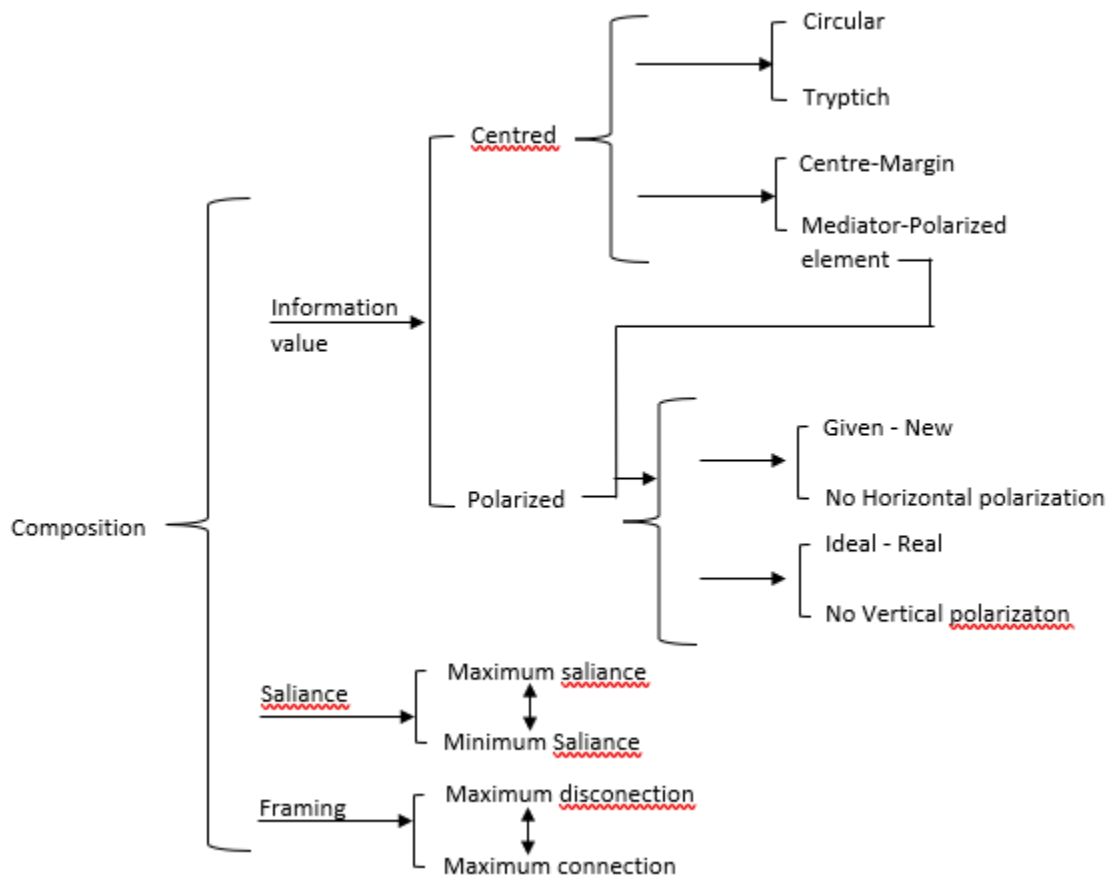 Circular
Tryptich
Centred
Centre-Margin
Mediator-Polarized
element
Information
value
Given - New
Polarized
No Horizontal polarization
Composition
Ideal - Real
No Vertical polarizaton
Maximum saliance
Saliance
Minimum Saliance
Maximum disconection
Framing
Maximum connection